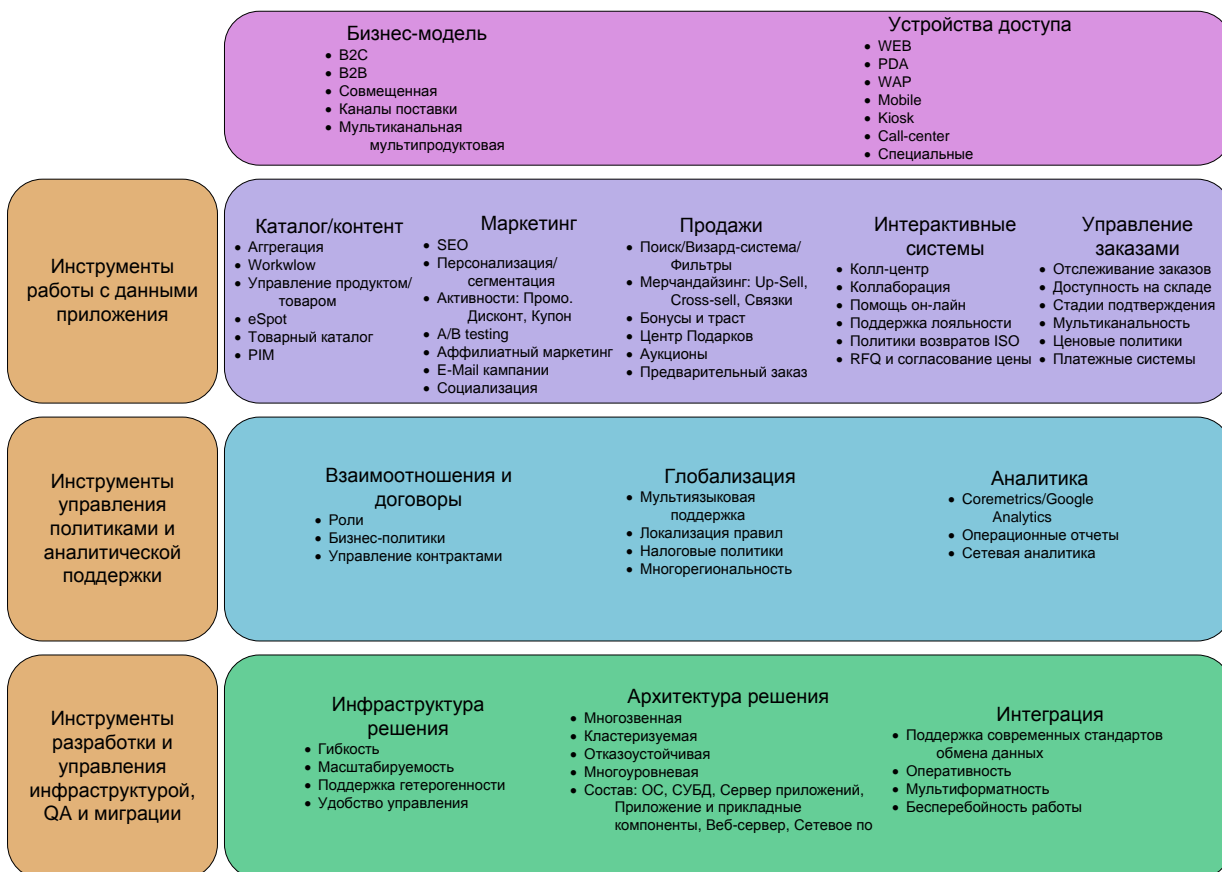 Бизнес-модель
• B2C
• B2B
• Совмещенная
• Каналы поставки
• Мультиканальная
мультипродуктовая
Устройства доступа
• WEB
• PDA
• WAP
• Mobile
• Kiosk
• Call-center
• Специальные
Инструменты
работы с данными
приложения
Каталог/контент
• Аггрегация
• Workwlow
• Управление продуктом/
товаром
• eSpot
• Товарный каталог
• PIM
Маркетинг
• SEO
• Персонализация/
сегментация
• Активности: Промо.
Дисконт, Купон
• A/B testing
• Аффилиатный маркетинг
• E-Mail кампании
• Социализация
Продажи
• Поиск/Визард-система/
Фильтры
• Мерчандайзинг: Up-Sell,
Cross-sell, Связки
• Бонусы и траст
• Центр Подарков
• Аукционы
• Предварительный заказ
Интерактивные
системы
• Колл-центр
• Коллаборация
• Помощь он-лайн
• Поддержка лояльности
• Политики возвратов ISO
• RFQ и согласование цены
Управление
заказами
• Отслеживание заказов
• Доступность на складе
• Стадии подтверждения
• Мультиканальность
• Ценовые политики
• Платежные системы
Инструменты
управления
политиками и
аналитической
поддержки
Взаимоотношения и
договоры
• Роли
• Бизнес-политики
• Управление контрактами
Глобализация
• Мультиязыковая
поддержка
• Локализация правил
• Налоговые политики
• Многорегиональность
Аналитика
• Coremetrics/Google
Analytics
• Операционные отчеты
• Сетевая аналитика
Инструменты
разработки и
управления
инфраструктурой,
QA и миграции
Инфраструктура
решения
• Гибкость
• Масштабируемость
• Поддержка гетерогенности
• Удобство управления
Архитектура решения
• Многозвенная
• Кластеризуемая
• Отказоустойчивая
• Многоуровневая
• Состав: ОС, СУБД, Сервер приложений,
Приложение и прикладные
компоненты, Веб-сервер, Сетевое по
Интеграция
• Поддержка современных стандартов
обмена данных
• Оперативность
• Мультиформатность
• Бесперебойность работы